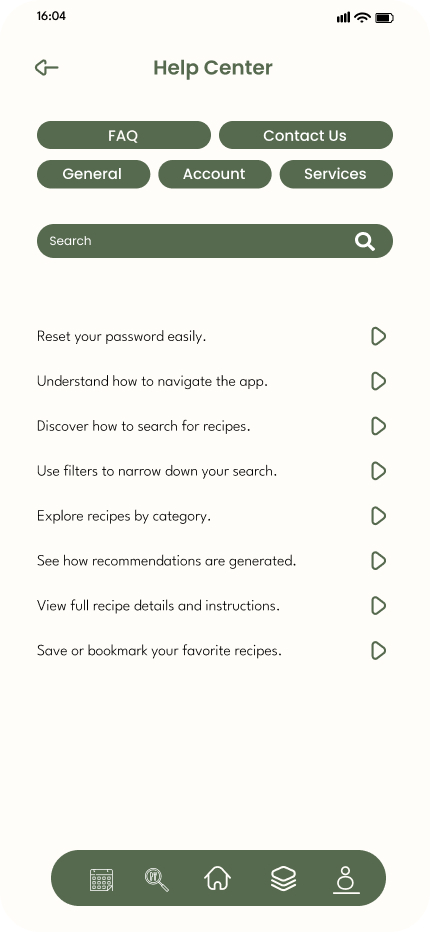 16:04
Help Center
FAQ
Contact Us
General
Account
Services
Search
Reset your password easily.
Understand how to navigate the app.
Discover how to search for recipes.
Use filters to narrow down your search.
Explore recipes by category.
See how recommendations are generated.
View full recipe details and instructions.
Save or bookmark your favorite recipes.